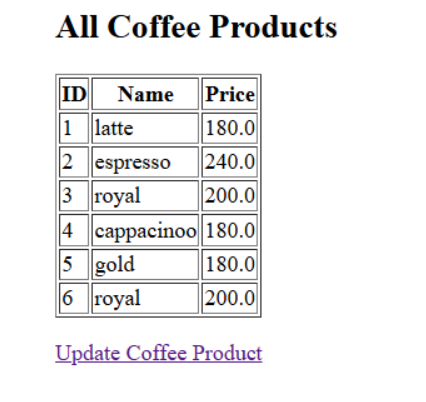 All Coffee Products
ID Name Price
1 latte 180.0
2 espresso 240.0
3 royal 200.0
4 cappacinoo 180.0
5 gold 180.0
6 royal 200.0
Update Coffee Product